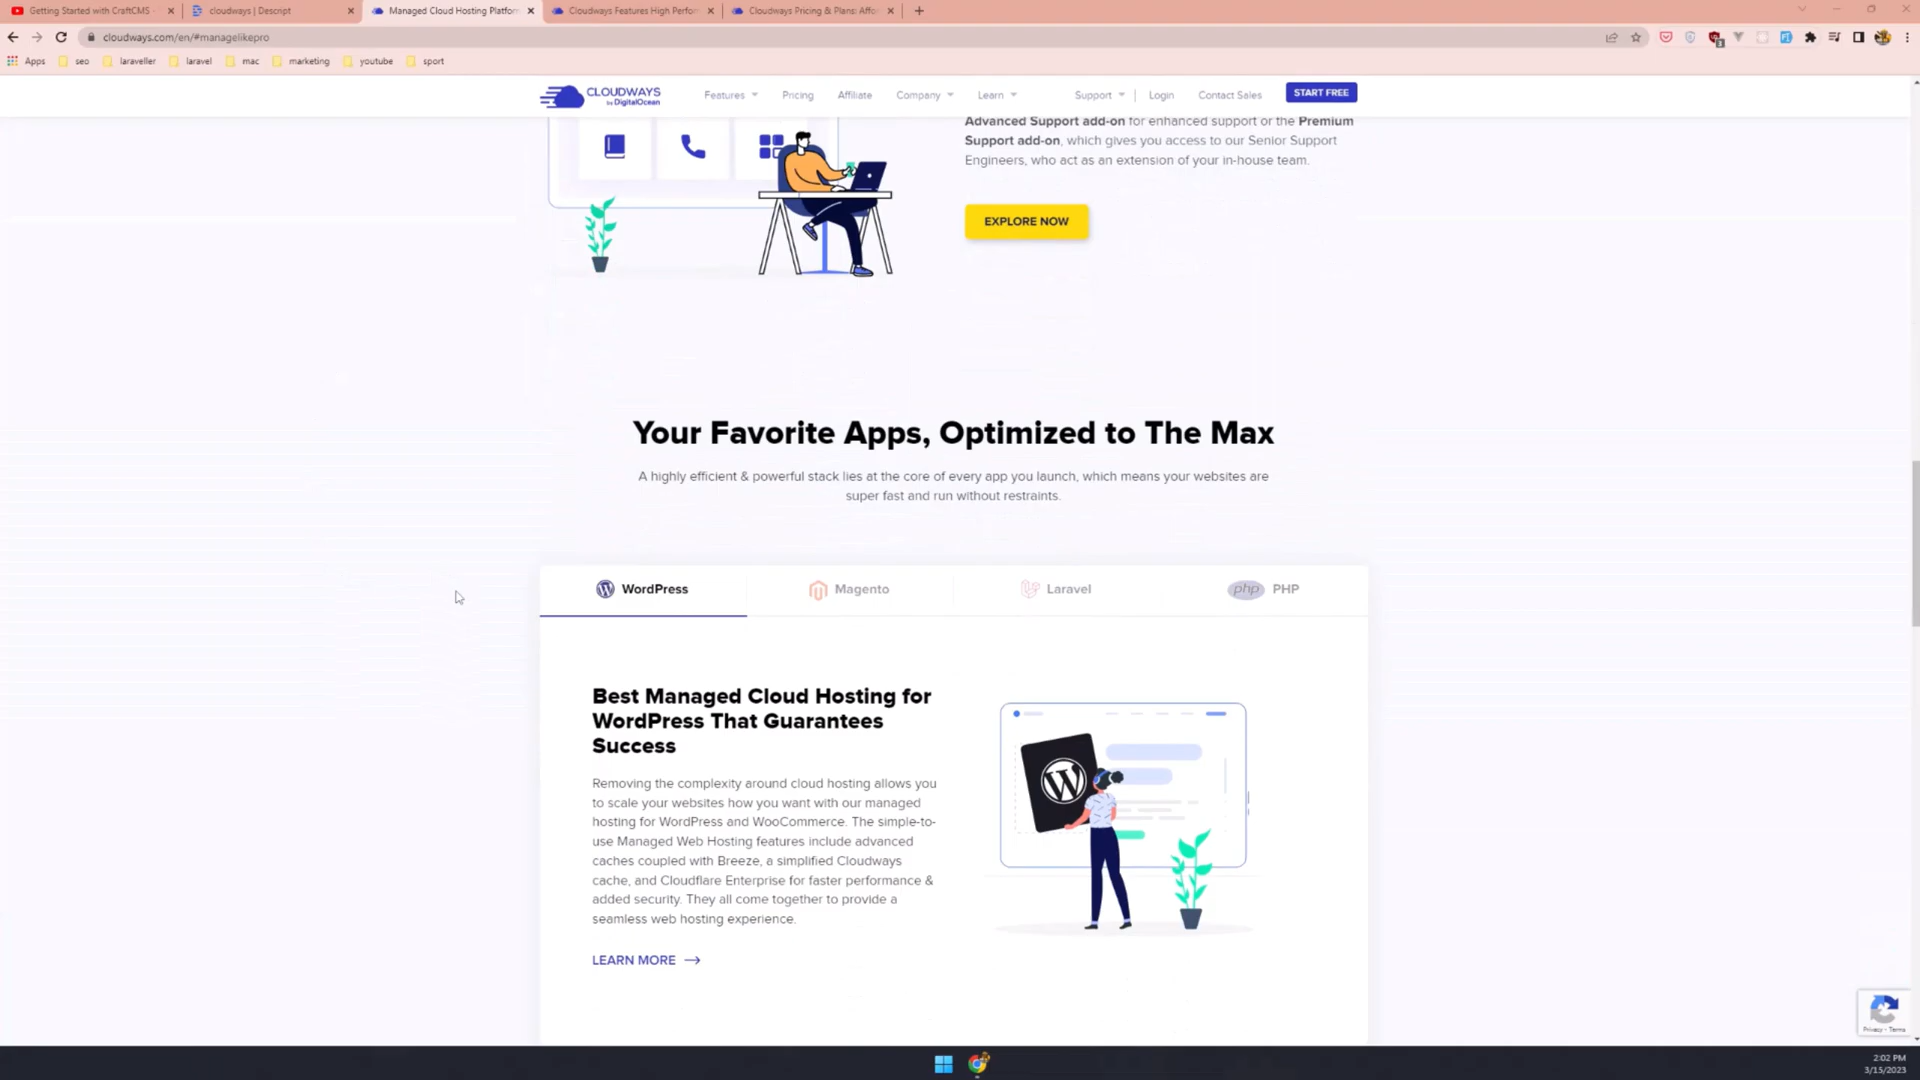 Getting Started with CraftCMS
cloudways | Descript
Managed Cloud Hosting Platfor
Cloudways Features High Perfor
Cloudways Pricing & Plans: Affor
cloudways.com/en/#managelikepro
Apps
seo
laraveller
laravel
mac
marketing
youtube
sport
CLOUDWAYS
by DigitalOcean
Features
Pricing
Affiliate
Company
Learn
Support
Login
Contact Sales
START FREE
Advanced Support add-on for enhanced support or the Premium
Support add-on, which gives you access to our Senior Support
Engineers, who act as an extension of your in-house team.
EXPLORE NOW
Your Favorite Apps, Optimized to The Max
A highly efficient & powerful stack lies at the core of every app you launch, which means your websites are
super fast and run without restraints.
WordPress
Magento
Laravel
php PHP
Best Managed Cloud Hosting for
WordPress That Guarantees
Success
Removing the complexity around cloud hosting allows you
to scale your websites how you want with our managed
hosting for WordPress and WooCommerce. The simple-to-
use Managed Web Hosting features include advanced
caches coupled with Breeze, a simplified Cloudways
cache, and Cloudflare Enterprise for faster performance &
added security. They all come together to provide a
seamless web hosting experience.
LEARN MORE
Privacy - Terms
2:02 PM
3/15/2023